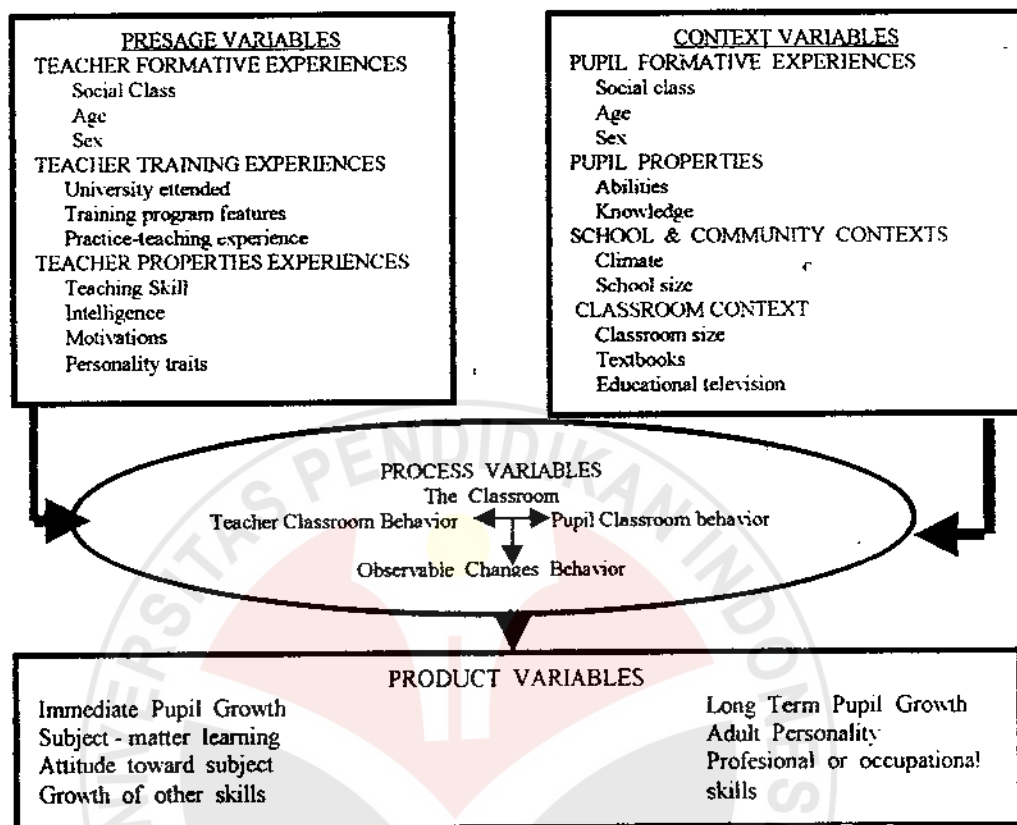 PRESAGE VARIABLES
TEACHER FORMATIVE EXPERIENCES
Social Class
Age
Sex
TEACHER TRAINING EXPERIENCES
University ettended
Training program features
Practice-teaching experience
TEACHER PROPERTIES EXPERIENCES
Teaching Skill
Intelligence
Motivations
Personality traits
CONTEXT VARIABLES
PUPIL FORMATIVE EXPERIENCES
Social class
Age
Sex
PUPIL PROPERTIES
Abilities
Knowledge
SCHOOL & COMMUNITY CONTEXTS
Climate
School size
CLASSROOM CONTEXT
Classroom size
Textbooks
Educational television
PROCESS VARIABLES
The Classroom
Teacher Classroom Behavior Pupil Classroom behavior
Observable Changes Behavior
PRODUCT VARIABLES
Immediate Pupil Growth
Subject - matter learning
Attitude toward subject
Growth of other skills
Long Term Pupil Growth
Adult Personality
Profesional or occupational
skills
PENDIDIKAN